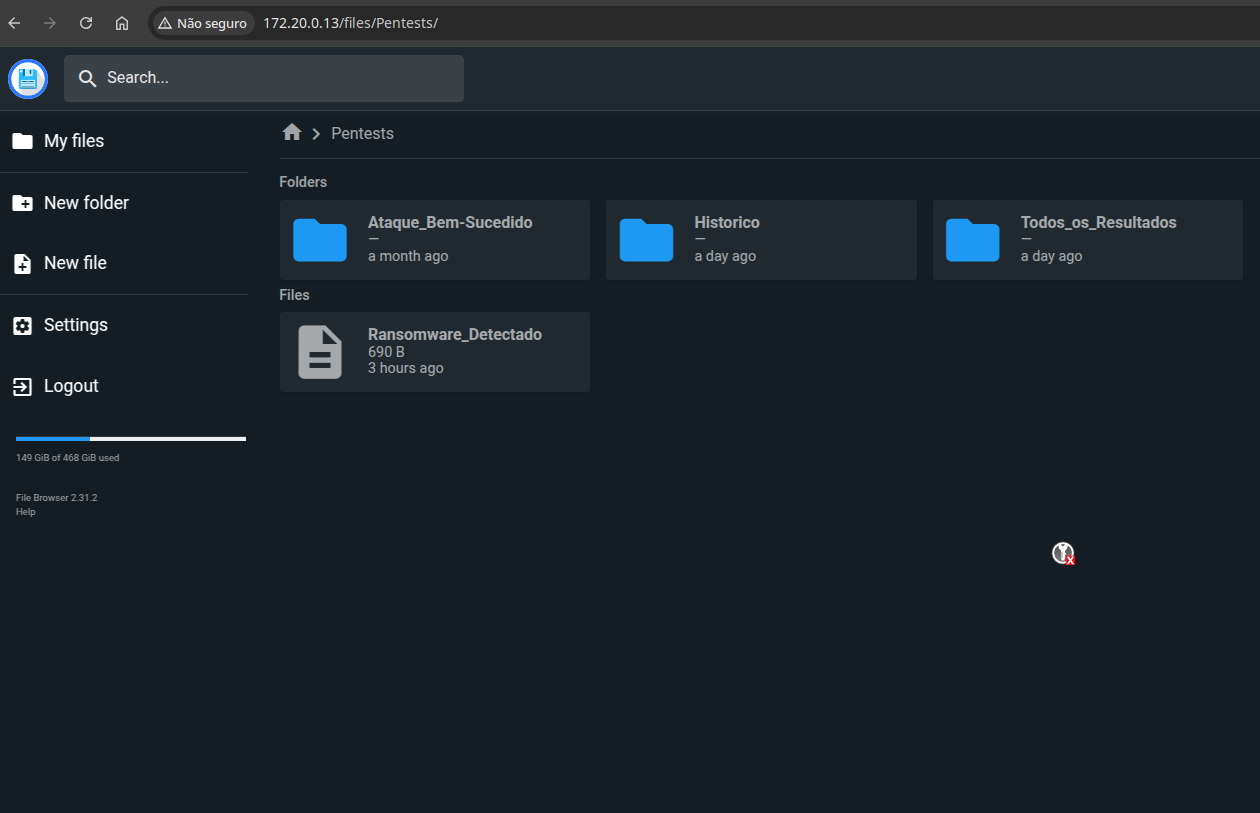 Não seguro 172.20.0.13/files/Pentests/
Search...
My files
New folder
New file
Settings
Logout
149 GiB of 468 GiB used
File Browser 2.31.2
Help
Pentests
Folders
Ataque_Bem-Sucedido
—
a month ago
Historico
—
a day ago
Todos_os_Resultados
—
a day ago
Files
Ransomware_Detectado
690 B
3 hours ago